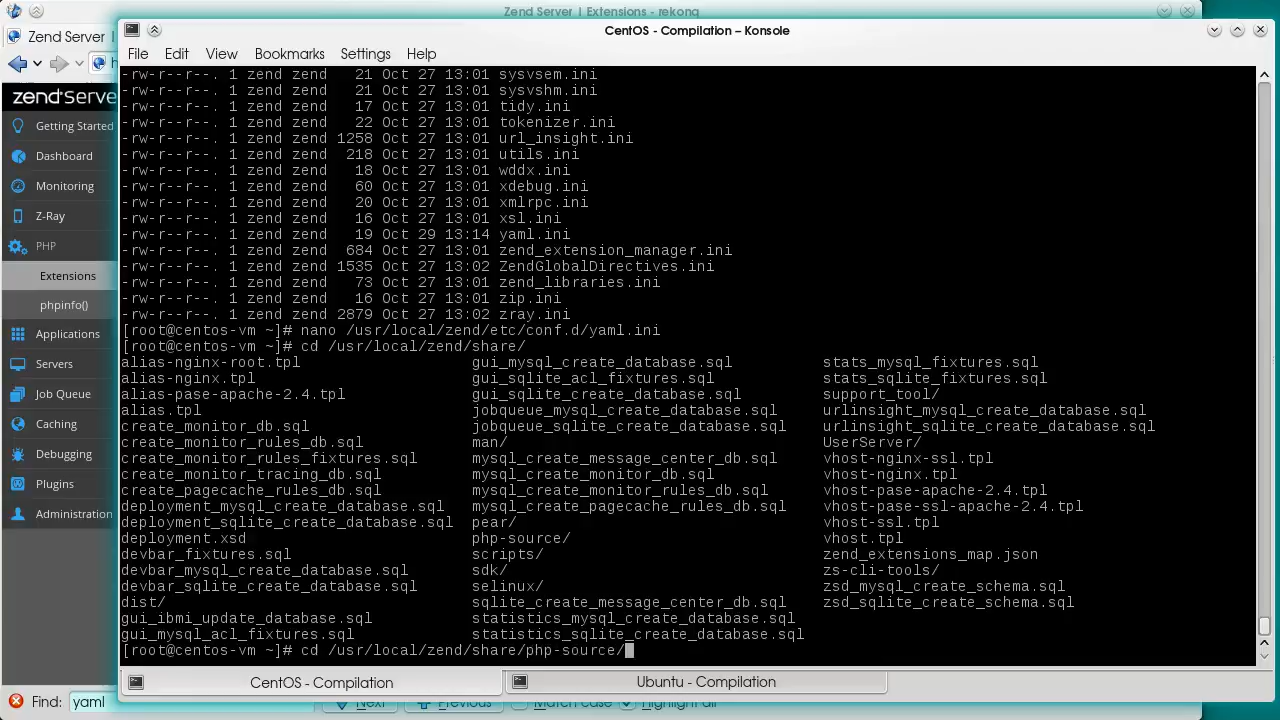 Zend Server | Extensions - rekonq
Zend Server |
CentOS - Compilation – Konsole
File Edit View Bookmarks Settings Help
zend Server
Getting Started
Dashboard
Monitoring
Z-Ray
PHP
Extensions
phpinfo()
Applications
Servers
Job Queue
Caching
Debugging
Plugins
Administration
-rw-r--r--. 1 zend zend   21 Oct 27 13:01 sysvsem.ini
-rw-r--r--. 1 zend zend   21 Oct 27 13:01 sysvshm.ini
-rw-r--r--. 1 zend zend   17 Oct 27 13:01 tidy.ini
-rw-r--r--. 1 zend zend   22 Oct 27 13:01 tokenizer.ini
-rw-r--r--. 1 zend zend 1258 Oct 27 13:01 url_insight.ini
-rw-r--r--. 1 zend zend  218 Oct 27 13:01 utils.ini
-rw-r--r--. 1 zend zend   18 Oct 27 13:01 wddx.ini
-rw-r--r--. 1 zend zend   60 Oct 27 13:01 xdebug.ini
-rw-r--r--. 1 zend zend   20 Oct 27 13:01 xmlrpc.ini
-rw-r--r--. 1 zend zend   16 Oct 27 13:01 xsl.ini
-rw-r--r--. 1 zend zend   19 Oct 29 13:14 yaml.ini
-rw-r--r--. 1 zend zend  684 Oct 27 13:01 zend_extension_manager.ini
-rw-r--r--. 1 zend zend 1535 Oct 27 13:02 ZendGlobalDirectives.ini
-rw-r--r--. 1 zend zend   73 Oct 27 13:01 zend_libraries.ini
-rw-r--r--. 1 zend zend   16 Oct 27 13:01 zip.ini
-rw-r--r--. 1 zend zend 2879 Oct 27 13:02 zray.ini
[root@centos-vm ~]# nano /usr/local/zend/etc/conf.d/yaml.ini
[root@centos-vm ~]# cd /usr/local/zend/share/
alias-nginx-root.tpl gui_mysql_create_database.sql stats_mysql_fixtures.sql
alias-nginx.tpl gui_sqlite_acl_fixtures.sql stats_sqlite_fixtures.sql
alias-pase-apache-2.4.tpl gui_sqlite_create_database.sql support_tool/
alias.tpl jobqueue_mysql_create_database.sql urlinsight_mysql_create_database.sql
create_monitor_db.sql jobqueue_sqlite_create_database.sql urlinsight_sqlite_create_database.sql
create_monitor_rules_db.sql man/ UserServer/
create_monitor_rules_fixtures.sql mysql_create_message_center_db.sql vhost-nginx-ssl.tpl
create_monitor_tracing_db.sql mysql_create_monitor_db.sql vhost-nginx.tpl
create_pagecache_rules_db.sql mysql_create_monitor_rules_db.sql vhost-pase-apache-2.4.tpl
deployment_mysql_create_database.sql mysql_create_pagecache_rules_db.sql vhost-pase-ssl-apache-2.4.tpl
deployment_sqlite_create_database.sql pear/ vhost-ssl.tpl
deployment.xsd php-source/ vhost.tpl
devbar_fixtures.sql scripts/ zend_extensions_map.json
devbar_mysql_create_database.sql sdk/ zs-cli-tools/
devbar_sqlite_create_database.sql selinux/ zsd_mysql_create_schema.sql
dist/ sqlite_create_message_center_db.sql zsd_sqlite_create_schema.sql
gui_ibmi_update_database.sql statistics_mysql_create_database.sql
gui_mysql_acl_fixtures.sql statistics_sqlite_create_database.sql
[root@centos-vm ~]# cd /usr/local/zend/share/php-source/
CentOS - Compilation
Ubuntu - Compilation
Find: yaml Next Previous Match case Highlight all